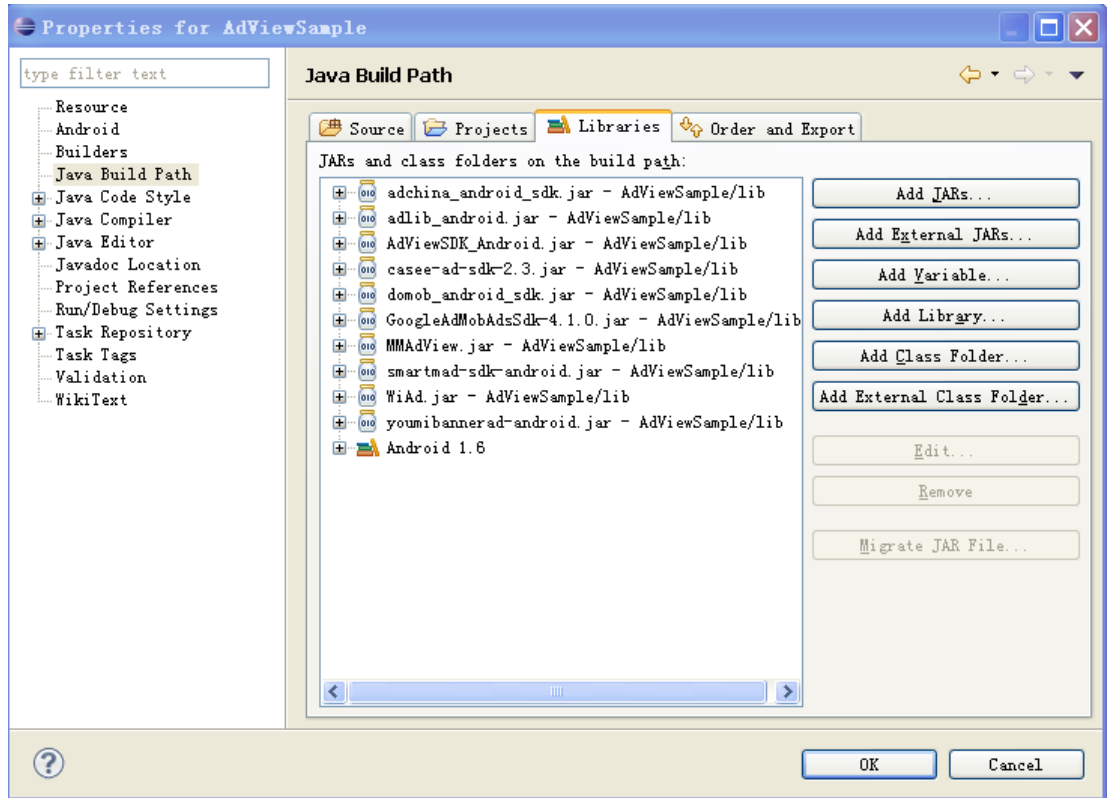 Properties for AdViewSample
type filter text
Resource
Android
Builders
Java Build Path
Java Code Style
Java Compiler
Java Editor
Javadoc Location
Project References
Run/Debug Settings
Task Repository
Task Tags
Validation
WikiText
Java Build Path
Source
Projects
Libraries
Order and Export
JARs and class folders on the build path:
adchina_android_sdk.jar - AdViewSample/lib
adlib_android.jar - AdViewSample/lib
AdViewSDK_Android.jar - AdViewSample/lib
casee-ad-sdk-2.3.jar - AdViewSample/lib
domob_android_sdk.jar - AdViewSample/lib
GoogleAdMobAdsSdk-4.1.0.jar - AdViewSample/lib
MMAdView.jar - AdViewSample/lib
smartmad-sdk-android.jar - AdViewSample/lib
WiAd.jar - AdViewSample/lib
youmibannerad-android.jar - AdViewSample/lib
Android 1.6
Add JARs...
Add External JARs...
Add Variable...
Add Library...
Add Class Folder...
Add External Class Folder...
Edit...
Remove
Migrate JAR File...
OK
Cancel